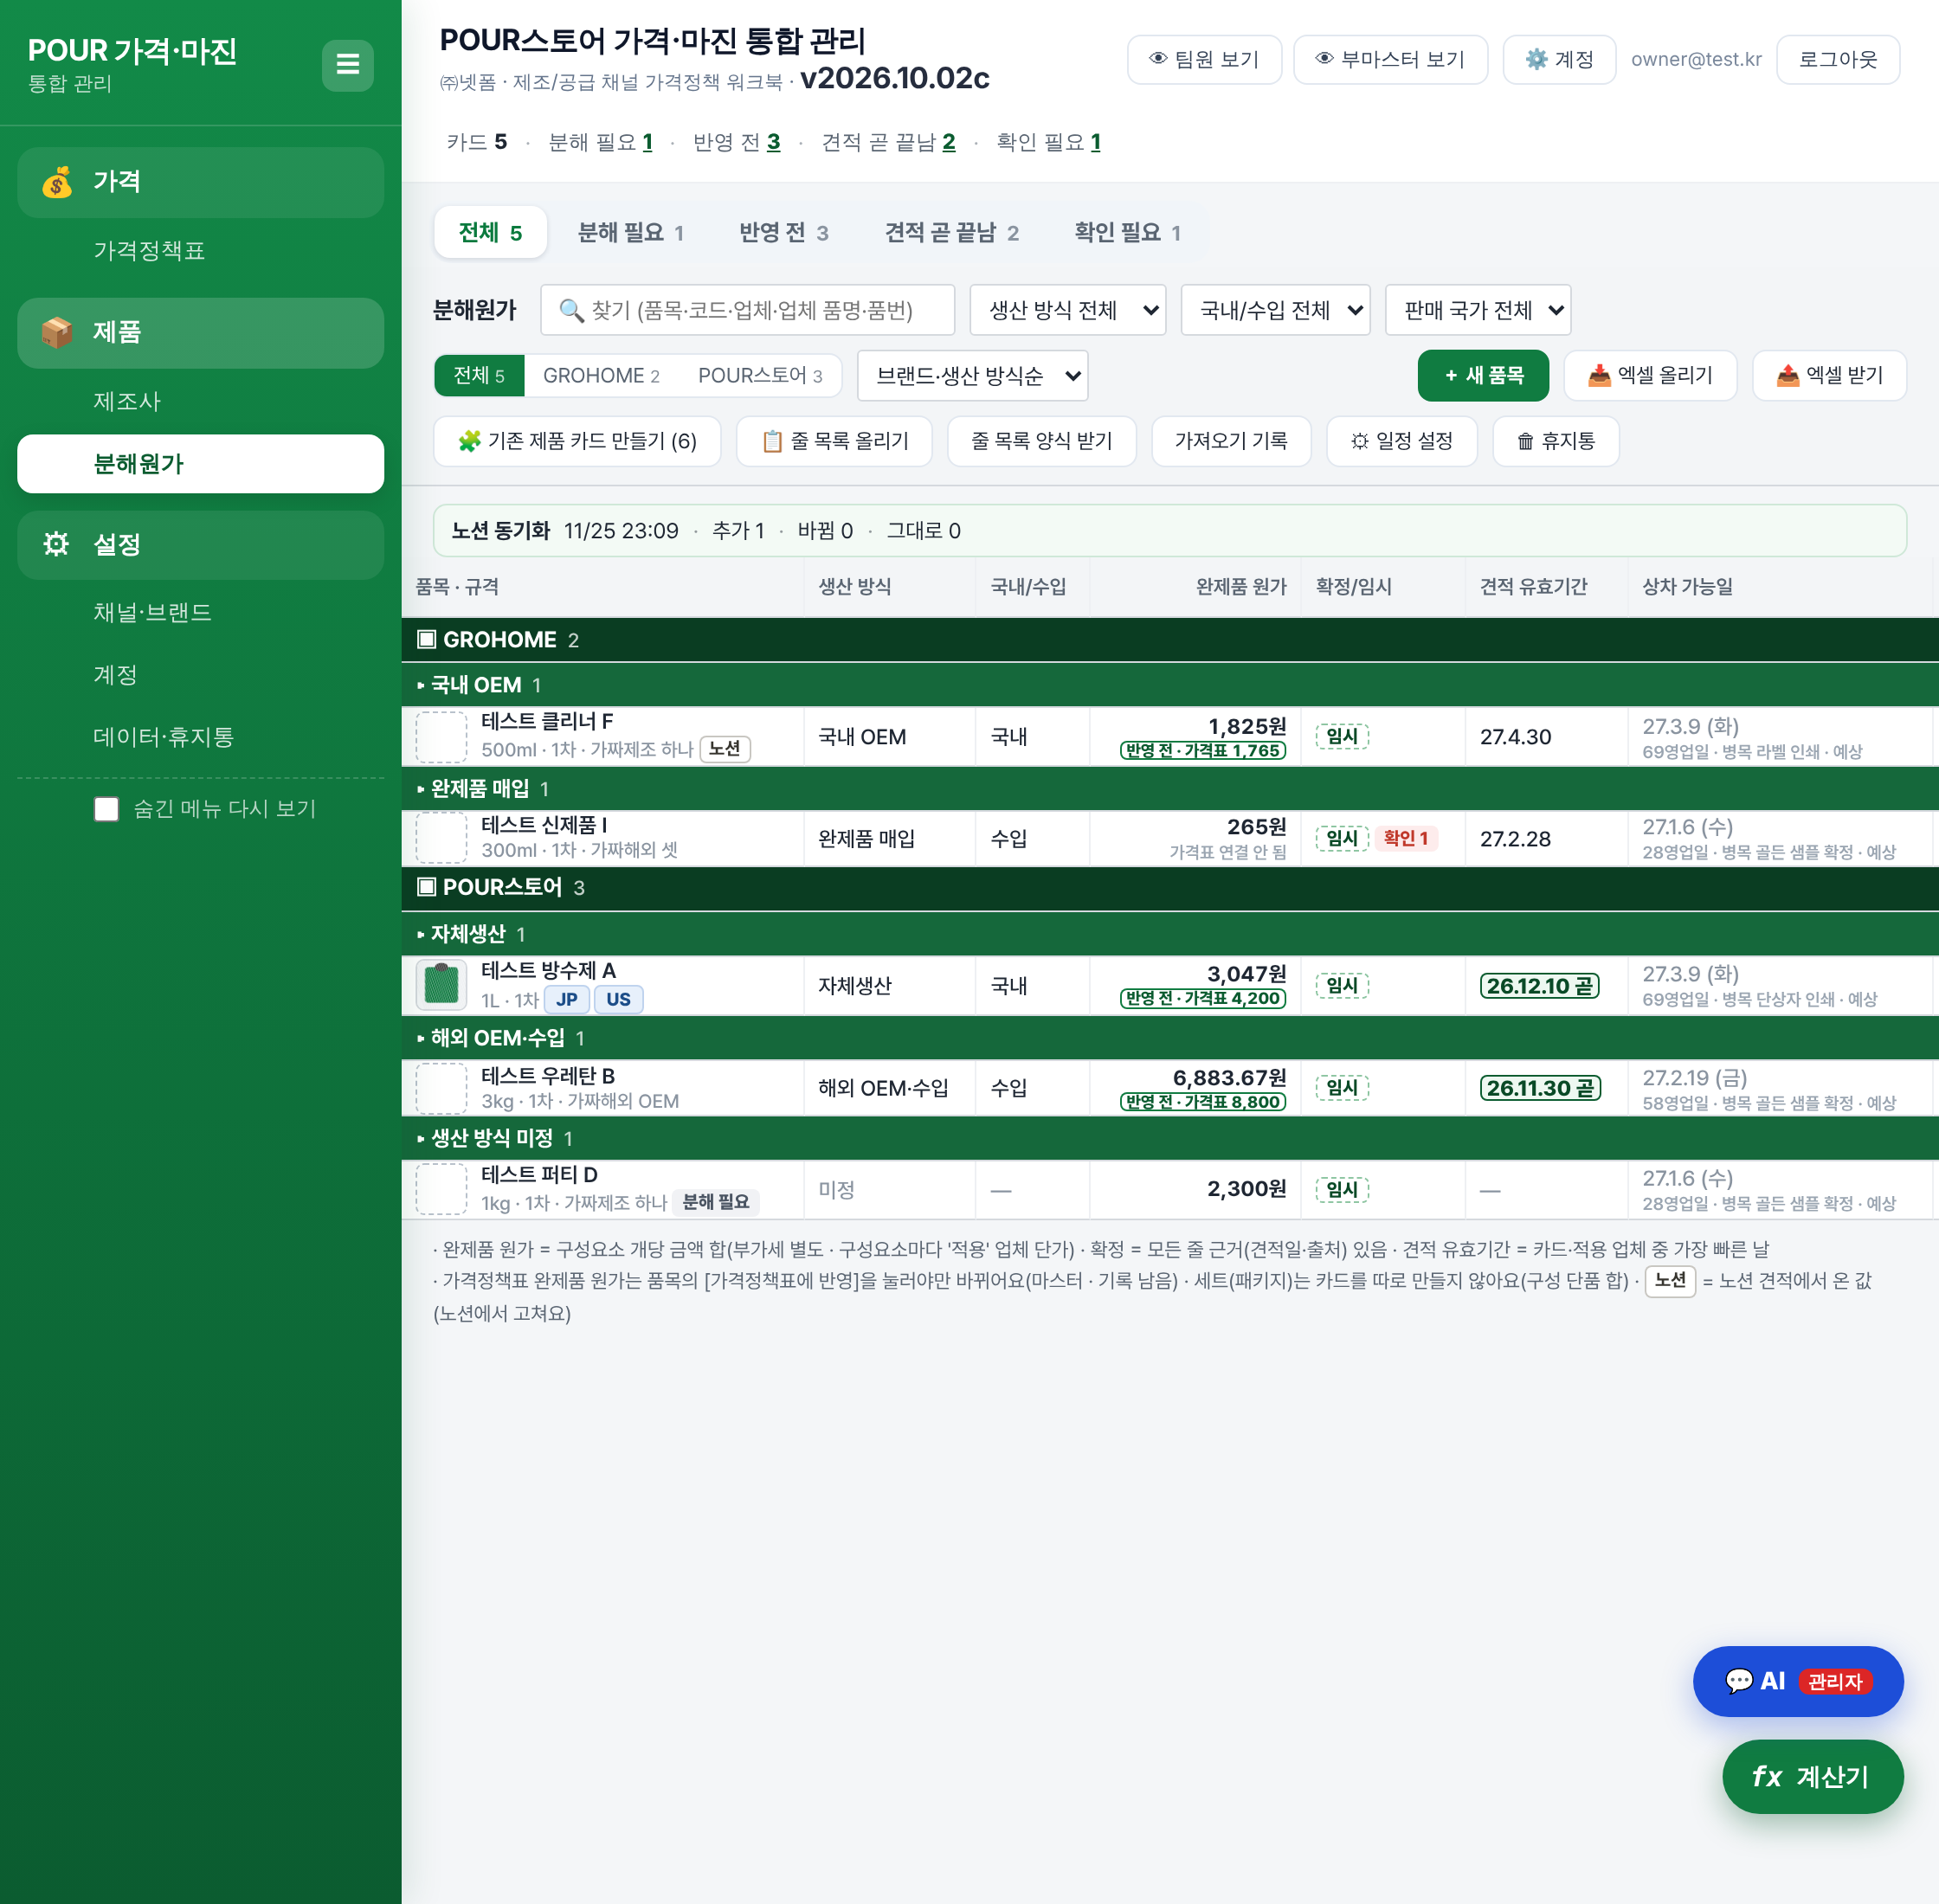 POUR 가격·마진
통합 관리
☰
💰 가격
가격정책표
📦 제품
제조사
분해원가
설정
채널·브랜드
계정
데이터·휴지통
숨긴 메뉴 다시 보기
POUR스토어 가격·마진 통합 관리
㈜넷폼 · 제조/공급 채널 가격정책 워크북 · v2026.10.02c
👁 팀원 보기
👁 부마스터 보기
⚙️ 계정
owner@test.kr
로그아웃
카드 5 · 분해 필요 1 · 반영 전 3 · 견적 곧 끝남 2 · 확인 필요 1
전체 5 분해 필요 1 반영 전 3 견적 곧 끝남 2 확인 필요 1
분해원가 🔍 찾기 (품목·코드·업체·업체 품명·품번) 생산 방식 전체 국내/수입 전체 판매 국가 전체
전체 5 GROHOME 2 POUR스토어 3 브랜드·생산 방식순 + 새 품목 📥 엑셀 올리기 📤 엑셀 받기
🧩 기존 제품 카드 만들기 (6) 📋 줄 목록 올리기 줄 목록 양식 받기 가져오기 기록 일정 설정 🗑 휴지통
노션 동기화 11/25 23:09 · 추가 1 · 바뀜 0 · 그대로 0
품목 · 규격 생산 방식 국내/수입 완제품 원가 확정/임시 견적 유효기간 상차 가능일
▣ GROHOME 2
▸ 국내 OEM 1
테스트 클리너 F 국내 OEM 국내 1,825원 임시 27.4.30 27.3.9 (화)
500ml · 1차 · 가짜제조 하나 노션 반영 전 · 가격표 1,765 69영업일 · 병목 라벨 인쇄 · 예상
▸ 완제품 매입 1
테스트 신제품 I 완제품 매입 수입 265원 임시 확인 1 27.2.28 27.1.6 (수)
300ml · 1차 · 가짜해외 셋 가격표 연결 안 됨 28영업일 · 병목 골든 샘플 확정 · 예상
▣ POUR스토어 3
▸ 자체생산 1
테스트 방수제 A 자체생산 국내 3,047원 임시 26.12.10 곧 27.3.9 (화)
1L · 1차 JP US 반영 전 · 가격표 4,200 69영업일 · 병목 단상자 인쇄 · 예상
▸ 해외 OEM·수입 1
테스트 우레탄 B 해외 OEM·수입 수입 6,883.67원 임시 26.11.30 곧 27.2.19 (금)
3kg · 1차 · 가짜해외 OEM 반영 전 · 가격표 8,800 58영업일 · 병목 골든 샘플 확정 · 예상
▸ 생산 방식 미정 1
테스트 퍼티 D 미정 — 2,300원 임시 — 27.1.6 (수)
1kg · 1차 · 가짜제조 하나 분해 필요 28영업일 · 병목 골든 샘플 확정 · 예상
· 완제품 원가 = 구성요소 개당 금액 합(부가세 별도 · 구성요소마다 '적용' 업체 단가) · 확정 = 모든 줄 근거(견적일·출처) 있음 · 견적 유효기간 = 카드·적용 업체 중 가장 빠른 날
· 가격정책표 완제품 원가는 품목의 [가격정책표에 반영]을 눌러야만 바뀌어요(마스터 · 기록 남음) · 세트(패키지)는 카드를 따로 만들지 않아요(구성 단품 합) · 노션 = 노션 견적에서 온 값
(노션에서 고쳐요)
💬 AI 관리자
fx 계산기